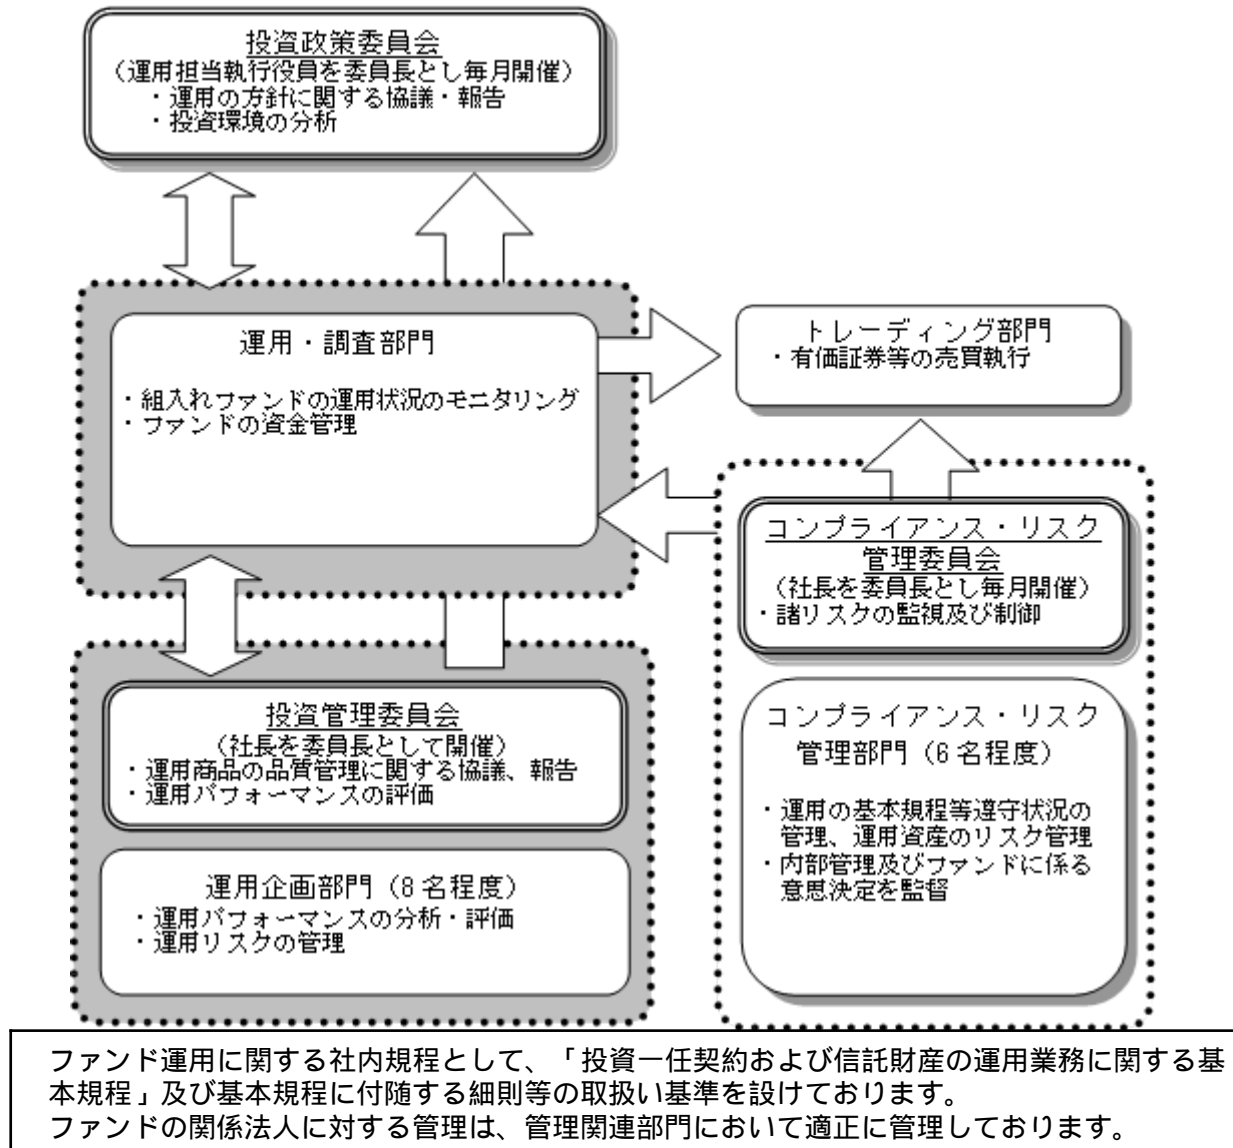 投資政策委員会
（運用担当執行役員を委員長とし毎月開催）
・運用の方針に関する協議・報告
・投資環境の分析
運用・調査部門
・組入れファンドの運用状況のモニタリング
・ファンドの資金管理
トレーディング部門
・有価証券等の売買執行
コンプライアンス・リスク
管理委員会
（社長を委員長とし毎月開催）
・諸リスクの監視及び制御
投資管理委員会
（社長を委員長として開催）
・運用商品の品質管理に関する協議、報告
・運用パフォーマンスの評価
運用企画部門（8名程度）
・運用パフォーマンスの分析・評価
・運用リスクの管理
コンプライアンス・リスク
管理部門（6名程度）
・運用の基本規程等遵守状況の
管理、運用資産のリスク管理
・内部管理及びファンドに係る
意思決定を監督
ファンド運用に関する社内規程として、「投資一任契約および信託財産の運用業務に関する基
本規程」及び基本規程に付随する細則等の取扱い基準を設けております。
ファンドの関係法人に対する管理は、管理関連部門において適正に管理しております。